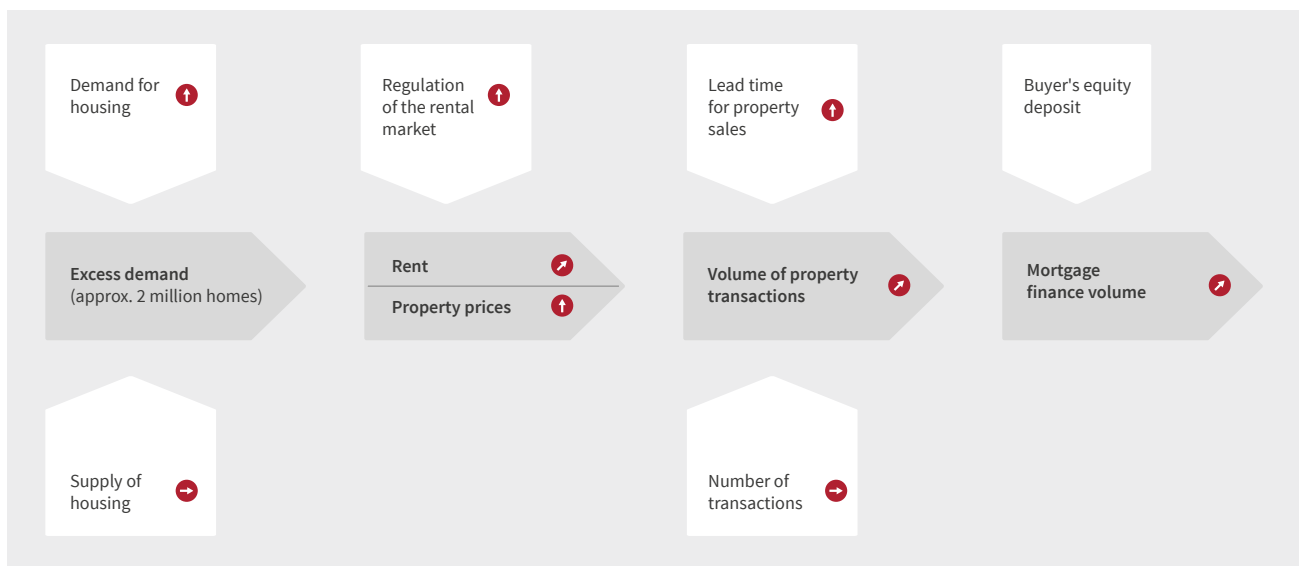 Demand for
housing
Regulation
of the rental
market
Lead time
for property
sales
Buyer's equity
deposit
Excess demand
(approx. 2 million homes)
Rent
Property prices
Volume of property
transactions
Mortgage
finance volume
Supply of
housing
Number of
transactions